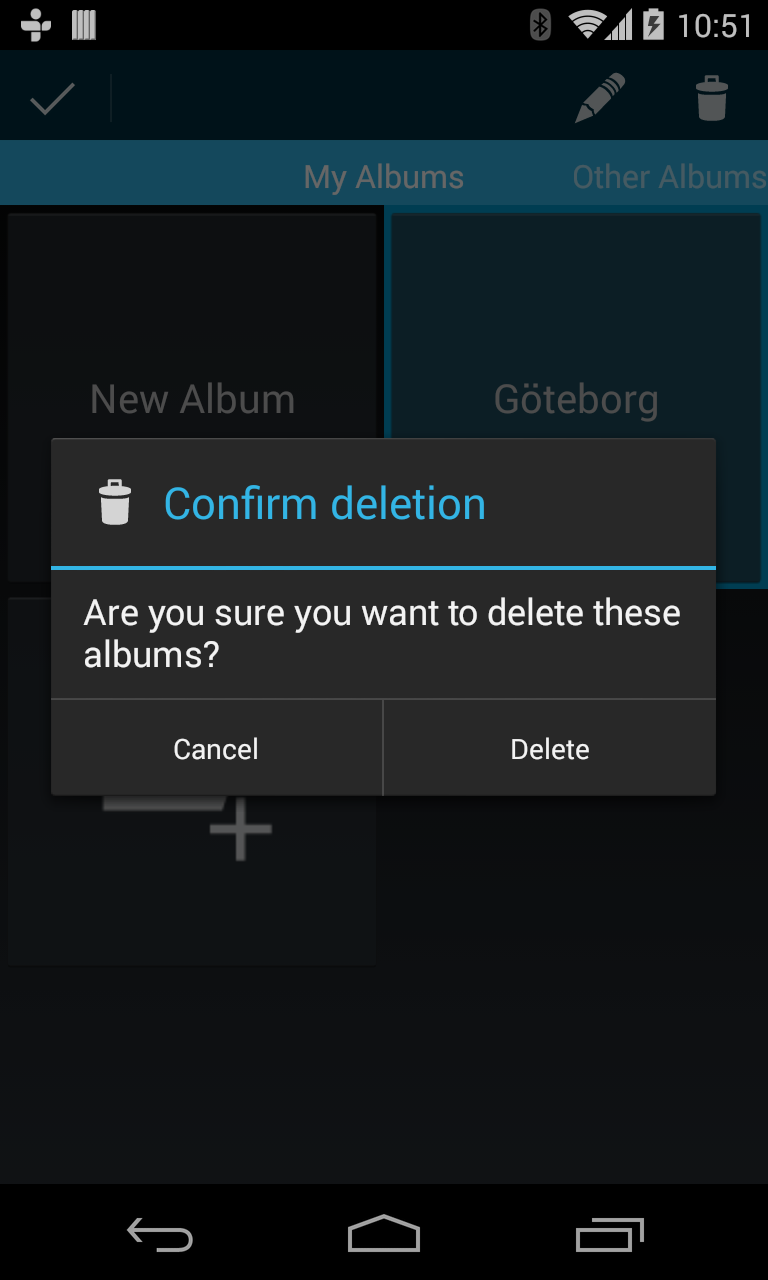 10:51
My Albums
Other Albums
New Album
Göteborg
Confirm deletion
Are you sure you want to delete these
albums?
Cancel
Delete